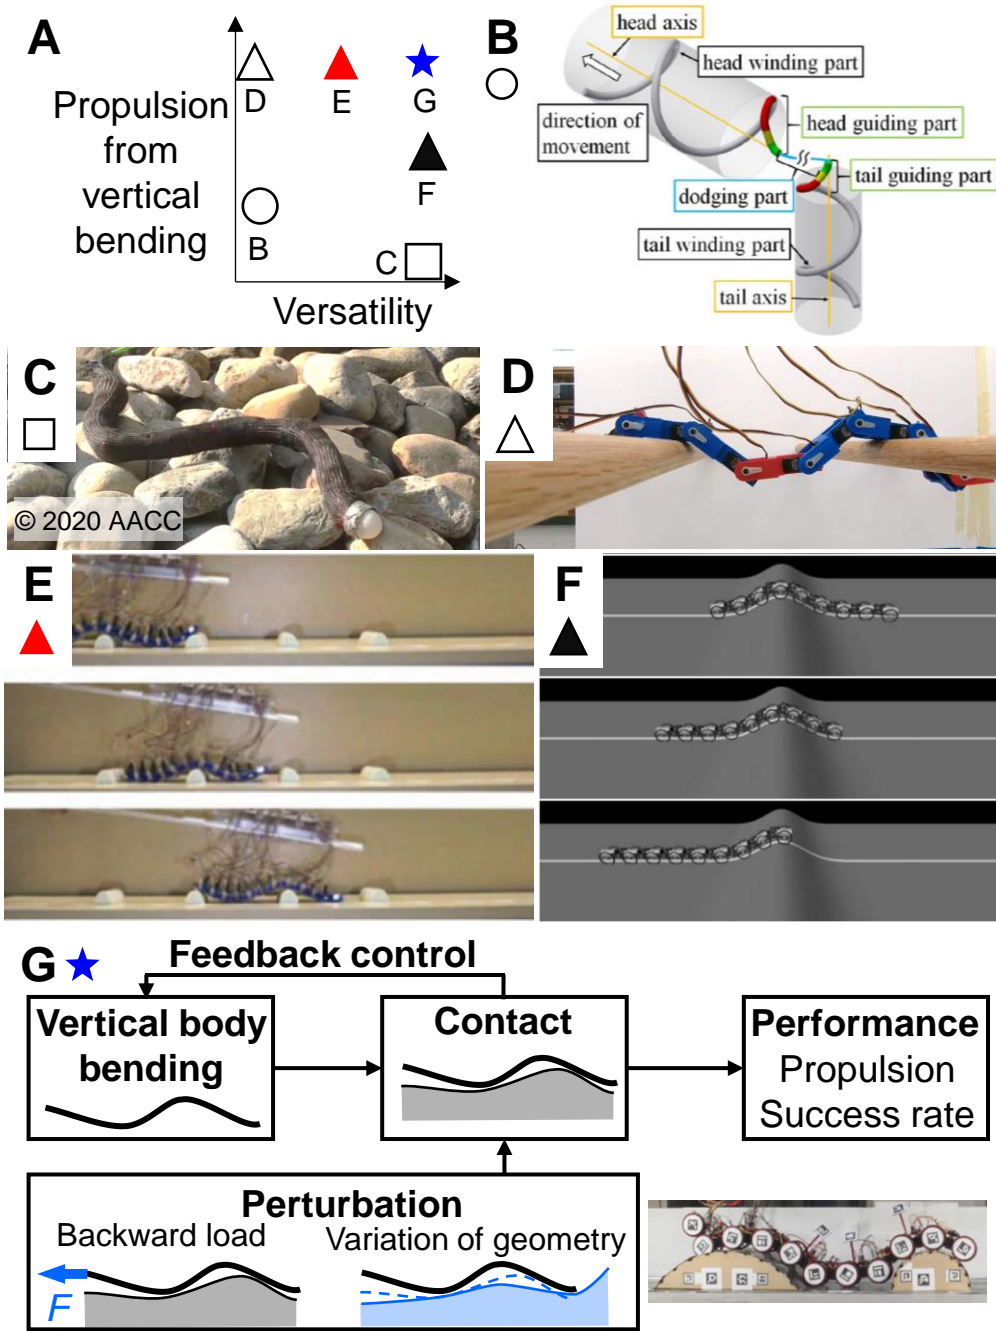 A
Propulsion
from
vertical
bending
D
E
G
F
B
C
Versatility
B
head axis
head winding part
direction of
movement
head guiding part
tail guiding part
dodging part
tail winding part
tail axis
C
© 2020 AACC
D
E
F
G
Feedback control
Vertical body
bending
Contact
Performance
Propulsion
Success rate
Perturbation
Backward load
Variation of geometry
F